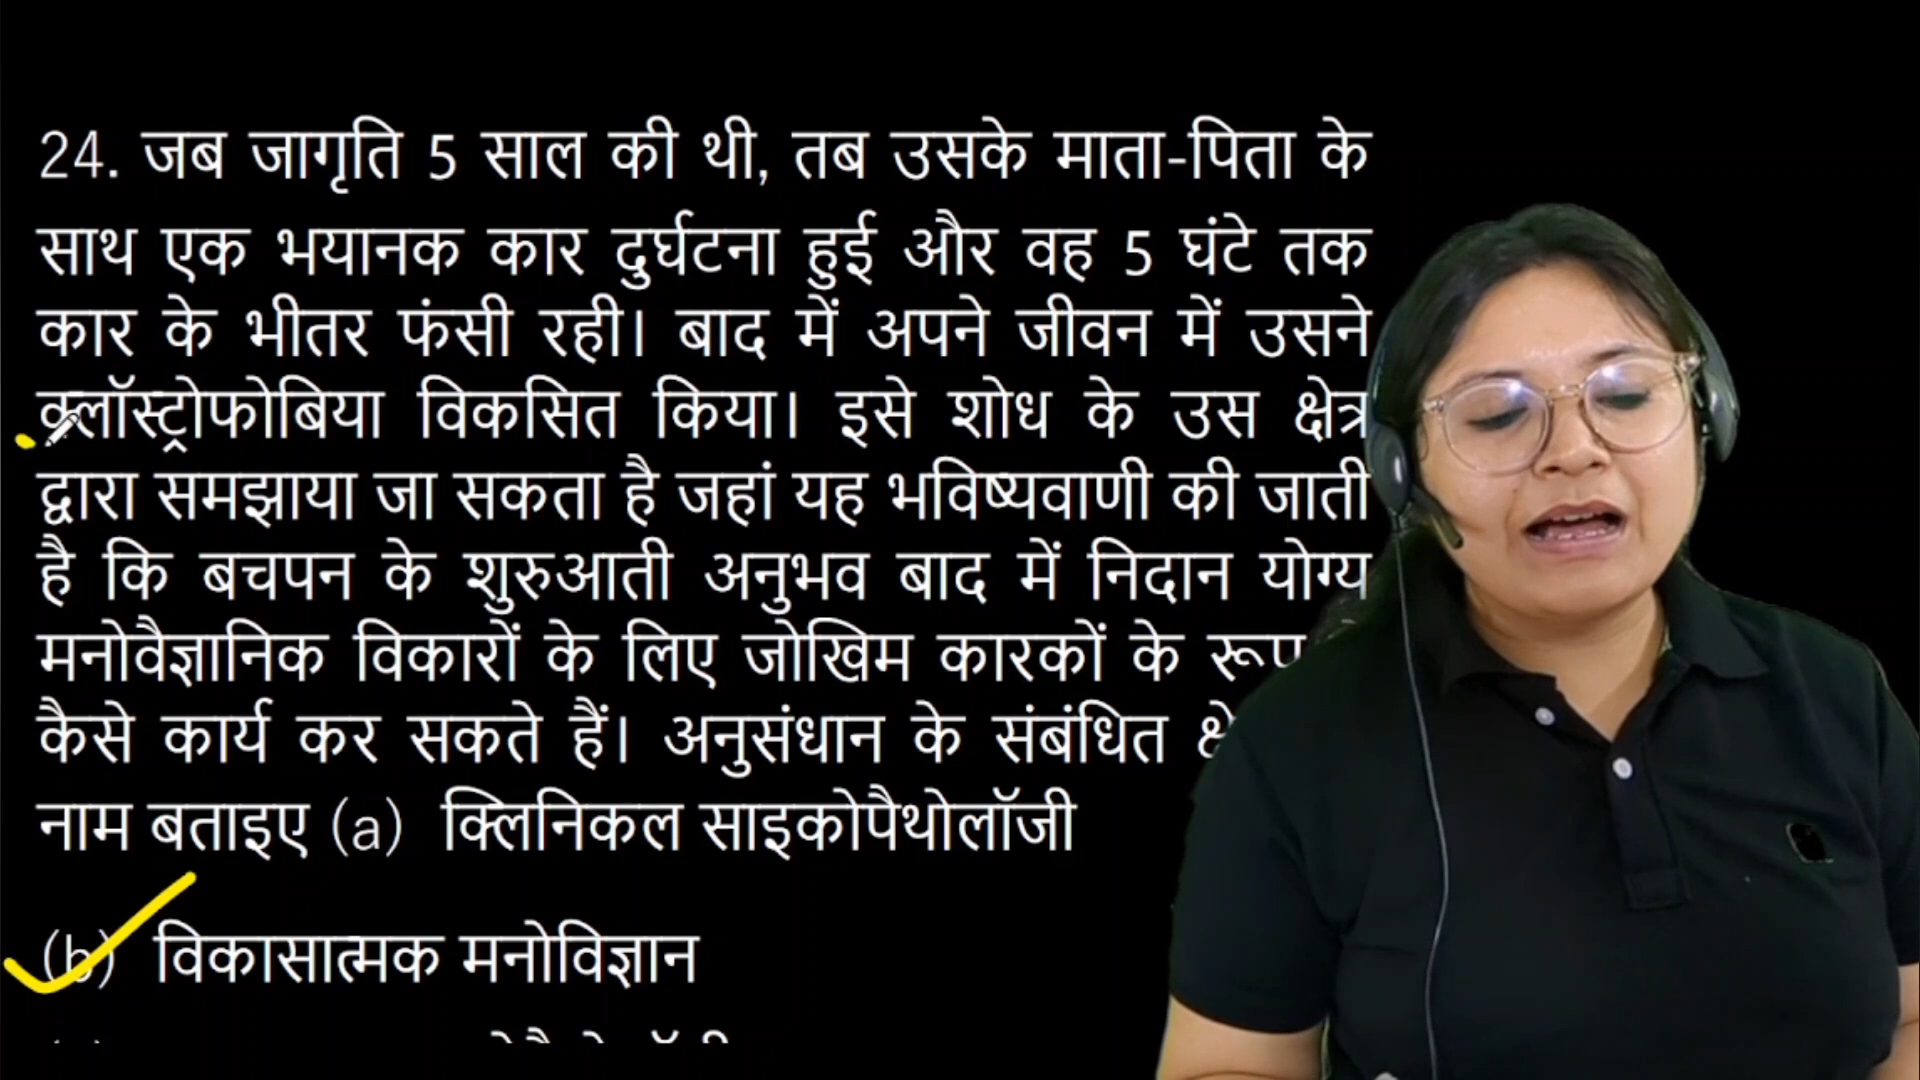 24. जब जागृति 5 साल की थी, तब उसके माता-पिता के
साथ एक भयानक कार दुर्घटना हुई और वह 5 घंटे तक
कार के भीतर फंसी रही। बाद में अपने जीवन में उसने
क्लॉस्ट्रोफोबिया विकसित किया। इसे शोध के उस क्षेत्र
द्वारा समझाया जा सकता है जहां यह भविष्यवाणी की जाती
है कि बचपन के शुरुआती अनुभव बाद में निदान योग्य
मनोवैज्ञानिक विकारों के लिए जोखिम कारकों के रूप
कैसे कार्य कर सकते हैं। अनुसंधान के संबंधित
नाम बताइए (a) क्लिनिकल साइकोपैथोलॉजी
(b) विकासात्मक मनोविज्ञान